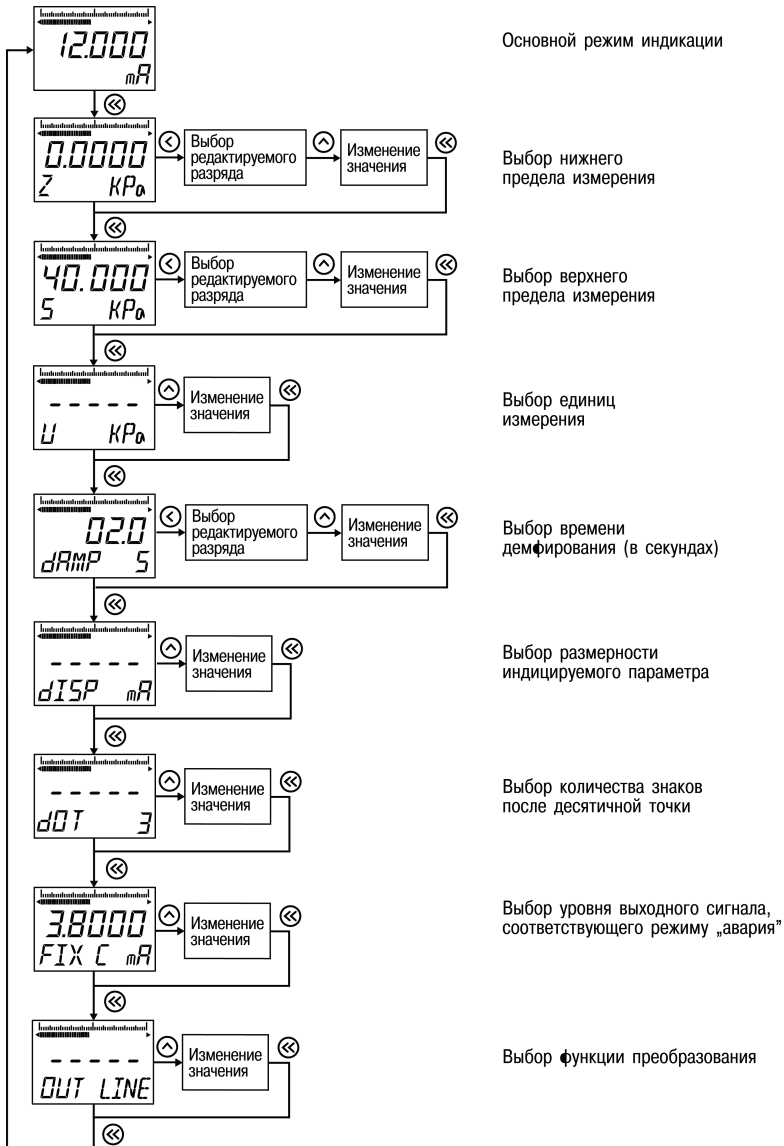 12.000
mA
Основной режим индикации
0.0000
Z KPa
Выбор
редактируемого
разряда
Изменение
значения
Выбор нижнего
предела измерения
40.000
S KPa
Выбор
редактируемого
разряда
Изменение
значения
Выбор верхнего
предела измерения
- - - - -
U KPa
Изменение
значения
Выбор единиц
измерения
02.0
dAMP S
Выбор
редактируемого
разряда
Изменение
значения
Выбор времени
демфирования (в секундах)
- - - - -
dISP mA
Изменение
значения
Выбор размерности
индицируемого параметра
- - - - -
dOT 3
Изменение
значения
Выбор количества знаков
после десятичной точки
3.8000
FIX C mA
Изменение
значения
Выбор уровня выходного сигнала,
соответствующего режиму „авария"
- - - - -
OUT LINE
Изменение
значения
Выбор функции преобразования